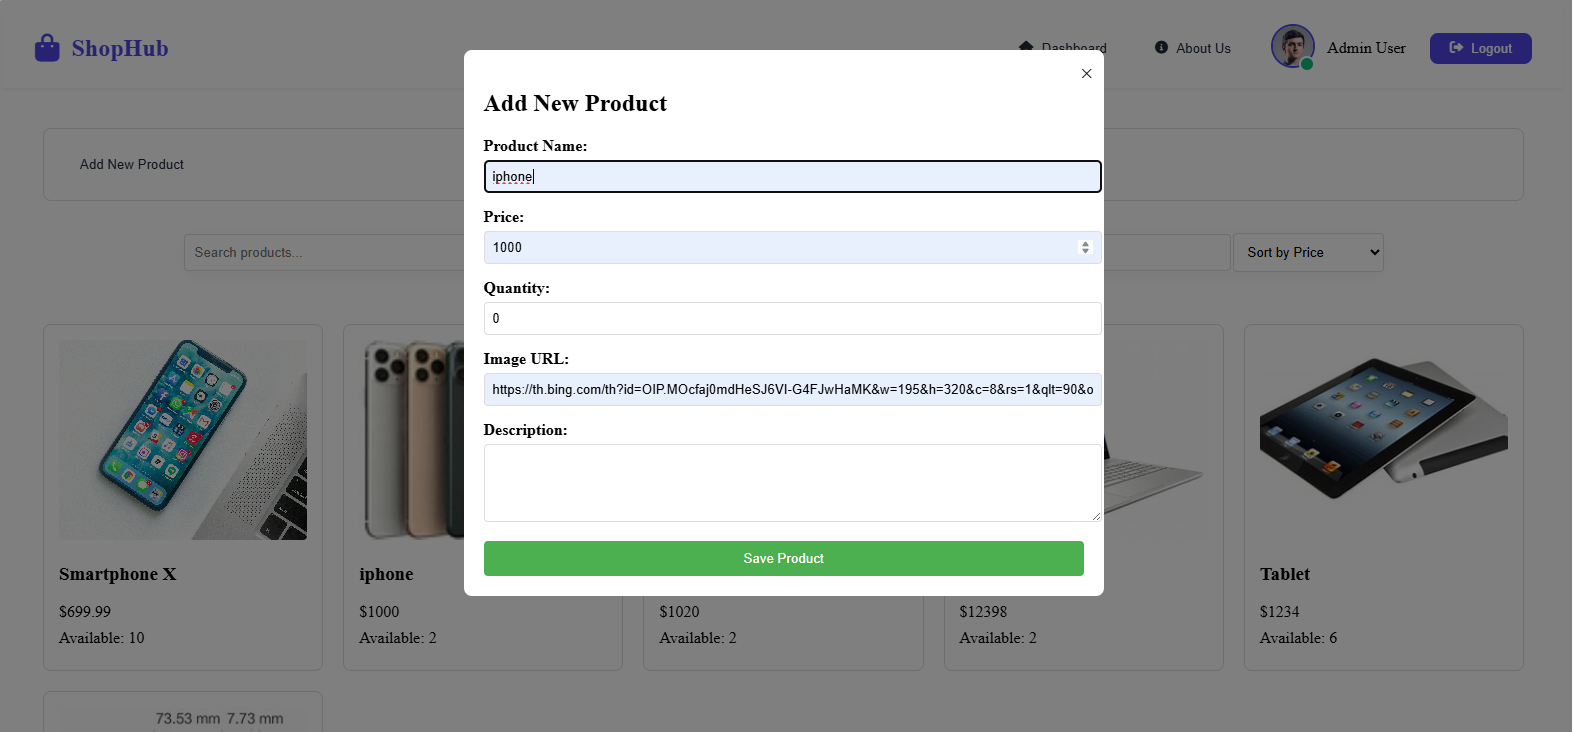 ShopHub
Dashboard
About Us
Admin User
Logout
Add New Product
Search products...
Sort by Price
Add New Product
Product Name:
iphone
Price:
1000
Quantity:
0
Image URL:
https://th.bing.com/th?id=OIP.MOcfaj0mdHeSJ6VI-G4FJwHaMK&w=195&h=320&c=8&rs=1&qlt=90&o
Description:
Save Product
Smartphone X
$699.99
Available: 10
iphone
$1000
Available: 2
$1020
Available: 2
$12398
Available: 2
Tablet
$1234
Available: 6
73.53 mm 7.73 mm